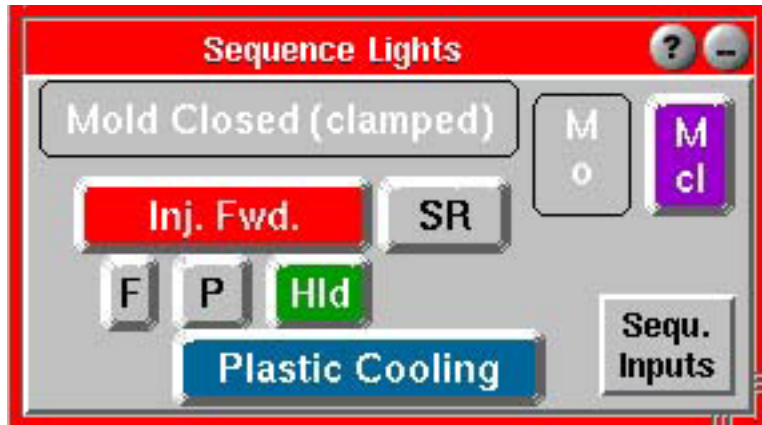 Sequence Lights ? –
Mold Closed (clamped)
M
o
M
cl
Inj. Fwd.
SR
F
P
Hld
Plastic Cooling
Sequ.
Inputs